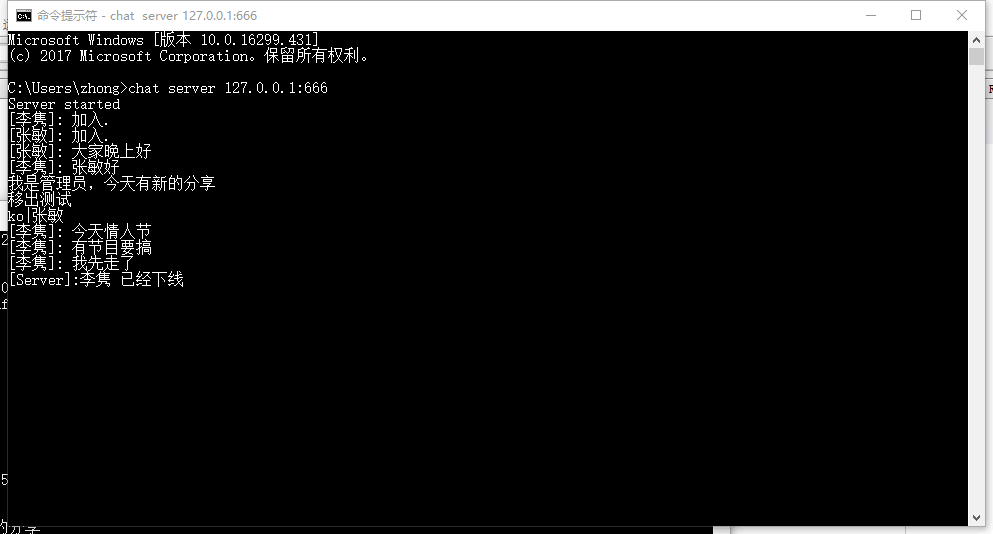 命令提示符 - chat  server 127.0.0.1:666
Microsoft Windows [版本 10.0.16299.431]
(c) 2017 Microsoft Corporation。保留所有权利。
C:\Users\zhong>chat server 127.0.0.1:666
Server started
[李隽]: 加入.
[张敏]: 加入.
[张敏]: 大家晚上好
[李隽]: 张敏好
我是管理员，今天有新的分享
移出测试
ko|张敏
[李隽]: 今天情人节
[李隽]: 有节目要搞
[李隽]: 我先走了
[Server]:李隽 已经下线
的分享